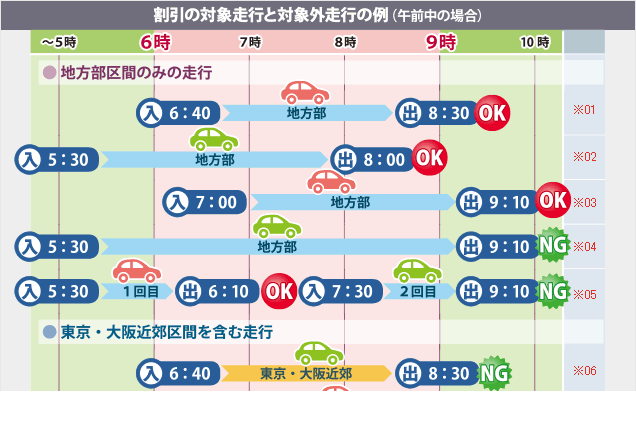 割引の対象走行と対象外走行の例（午前中の場合）
～5時 6時 7時 8時 9時 10時
地方部区間のみの走行
入 6：40 地方部 出 8：30 OK ※01
入 5：30 地方部 出 8：00 OK ※02
入 7：00 地方部 出 9：10 OK ※03
入 5：30 地方部 出 9：10 NG ※04
入 5：30 1回目 出 6：10 OK 入 7：30 2回目 出 9：10 NG ※05
東京・大阪近郊区間を含む走行
入 6：40 東京・大阪近郊 出 8：30 NG ※06